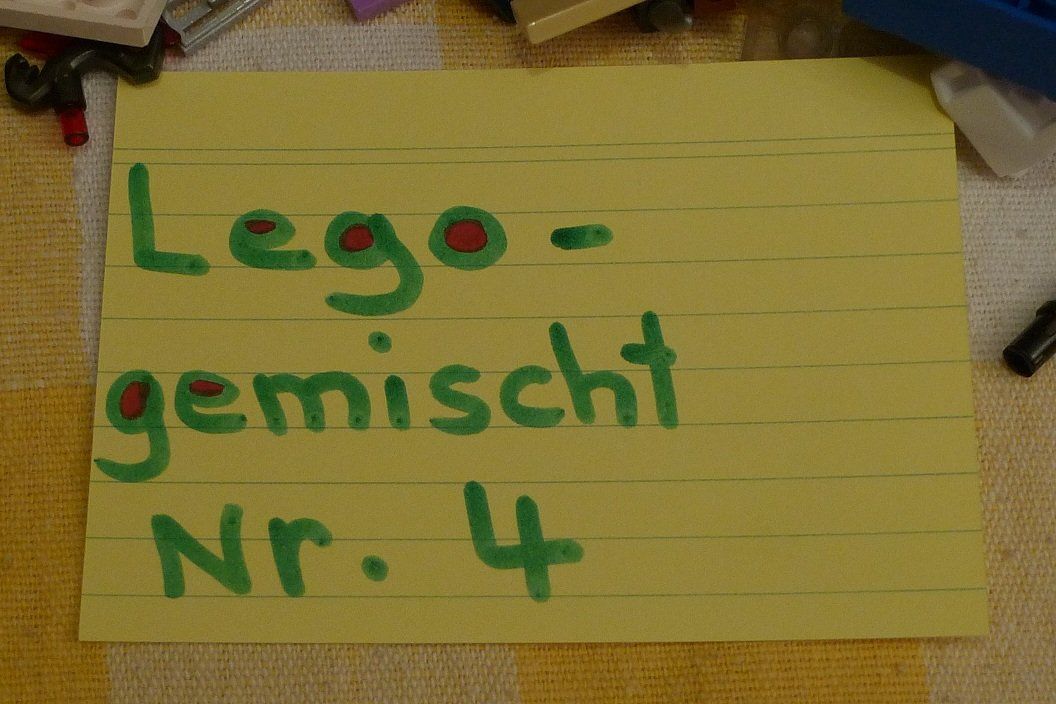 Lego -
gemischt
Nr. 4